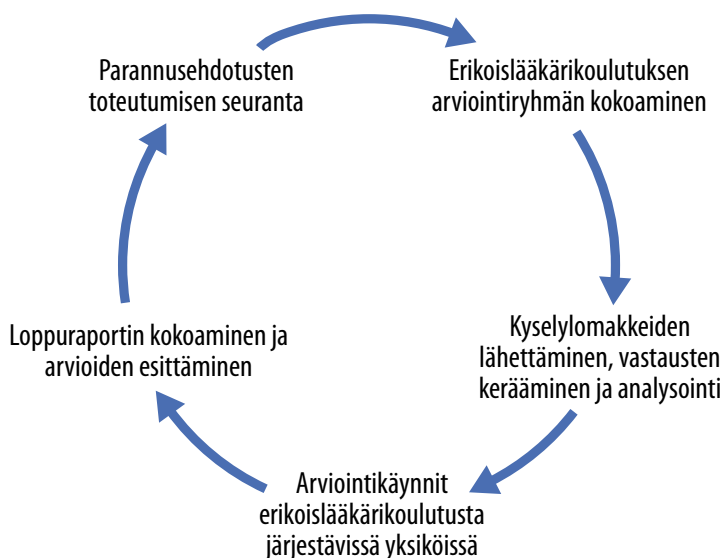 Parannusehdotusten
toteutumisen seuranta
Erikoislääkärikoulutuksen
arviointiryhmän kokoaminen
Kyselylomakkeiden
lähettäminen, vastausten
kerääminen ja analysointi
Arviointikäynnit
erikoislääkärikoulutusta
järjestävissä yksiköissä
Loppuraportin kokoaminen ja
arvioiden esittäminen